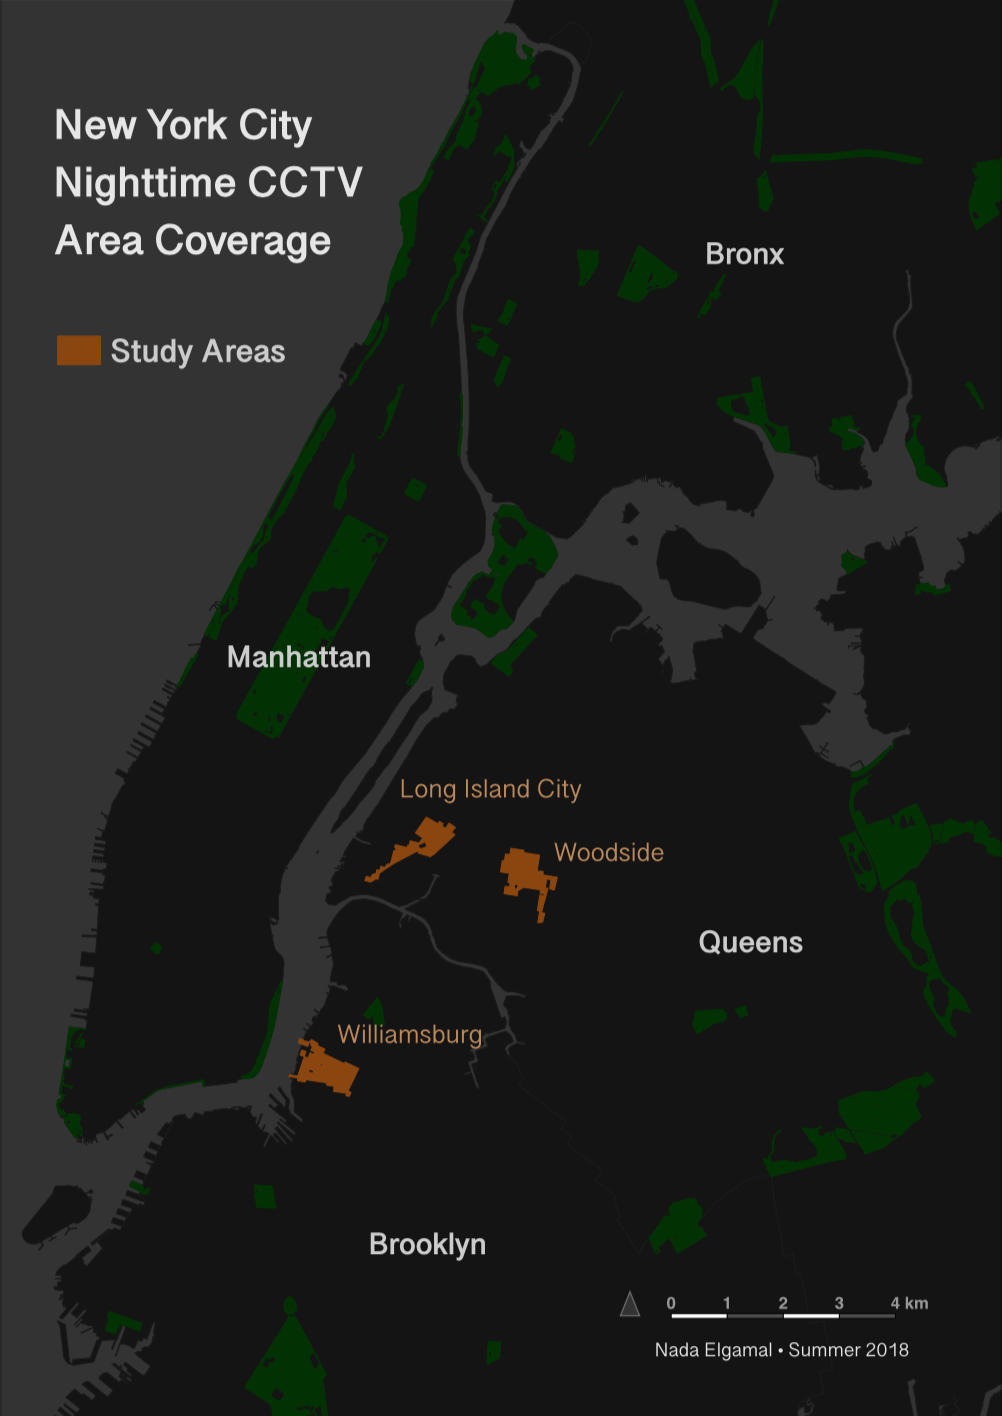 New York City
Nighttime CCTV
Area Coverage
Bronx
Study Areas
Manhattan
Long Island City
Woodside
Queens
Williamsburg
Brooklyn
0 1 2 3 4 km
Nada Elgamal • Summer 2018